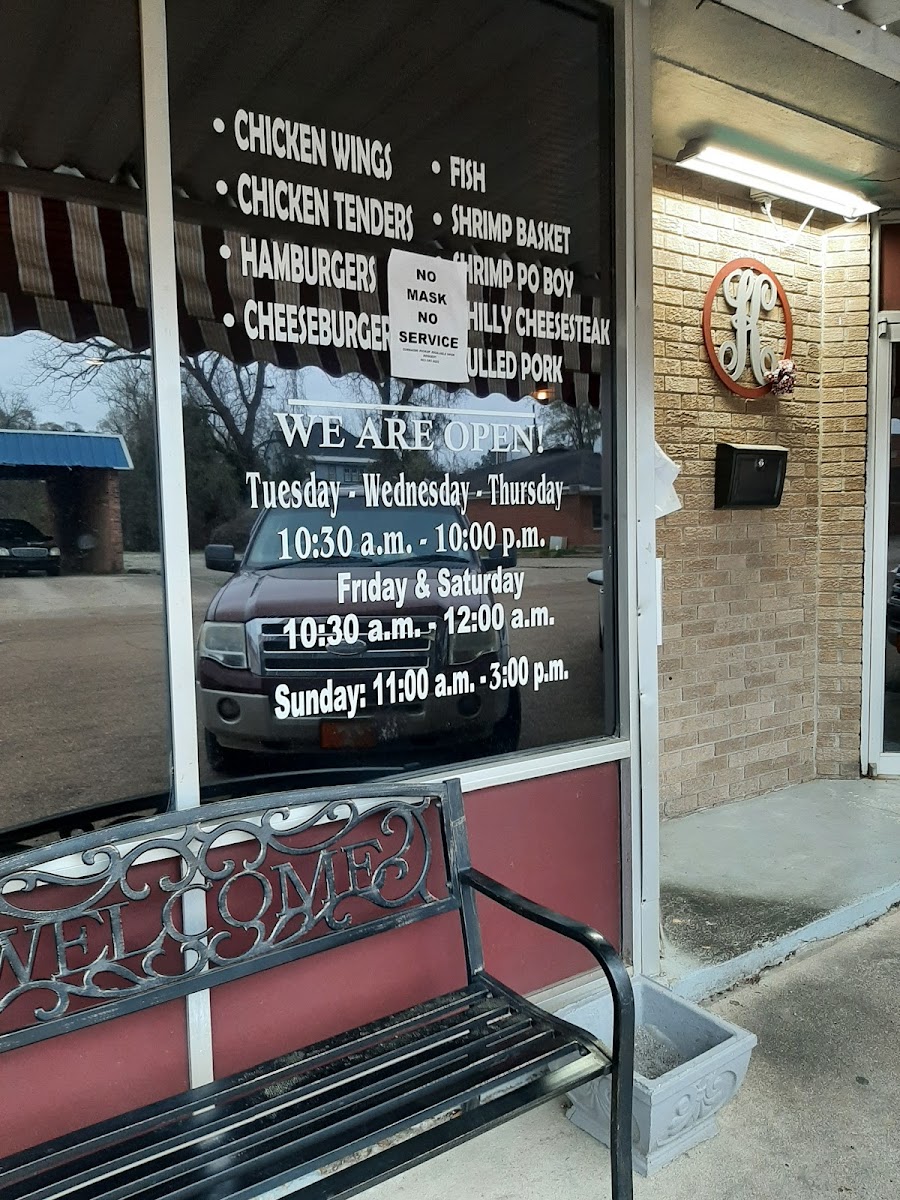 • CHICKEN WINGS
• CHICKEN TENDERS
• HAMBURGERS
• CHEESEBURGER
• FISH
• SHRIMP BASKET
SHRIMP PO BOY
HILLY CHEESESTEAK
ULLED PORK
NO
MASK
NO
SERVICE
WE ARE OPEN!
Tuesday - Wednesday - Thursday
10:30 a.m. - 10:00 p.m.
Friday & Saturday
10:30 a.m. - 12:00 a.m.
Sunday: 11:00 a.m. - 3:00 p.m.
WELCOME